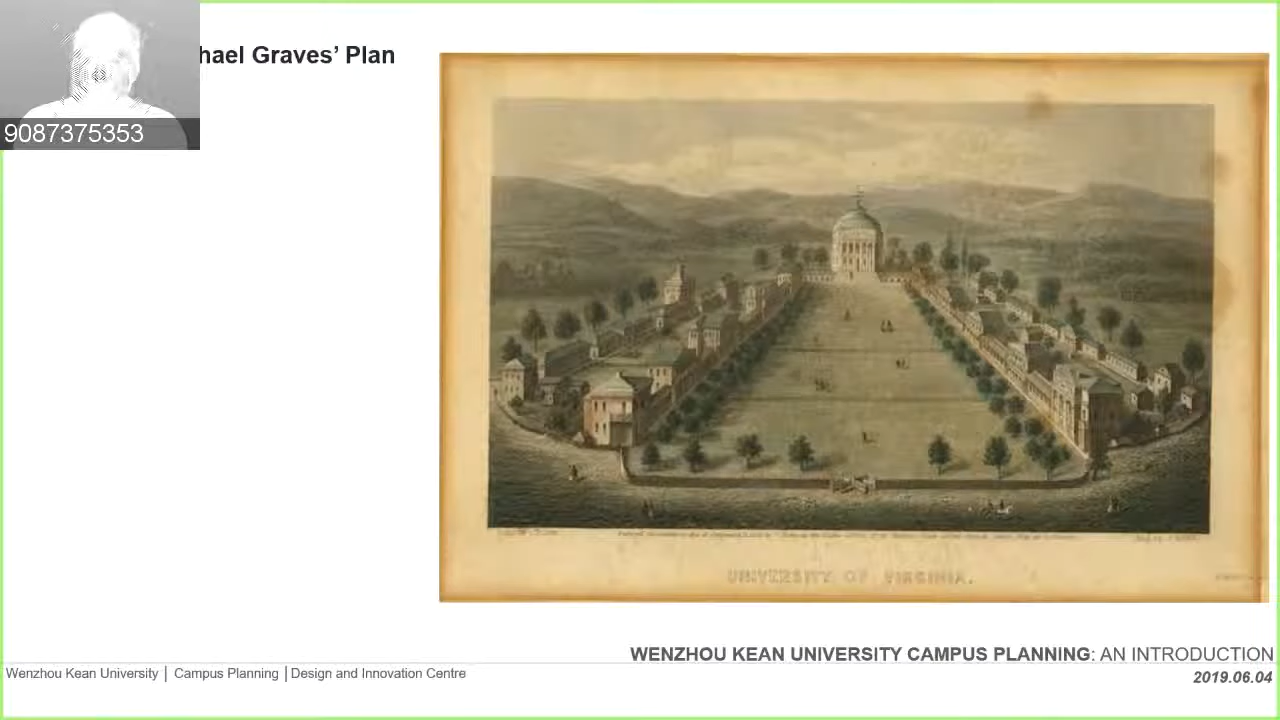 hael Graves’ Plan
9087375353
UNIVERSITY OF VIRGINIA.
WENZHOU KEAN UNIVERSITY CAMPUS PLANNING: AN INTRODUCTION
Wenzhou Kean University │ Campus Planning │Design and Innovation Centre
2019.06.04